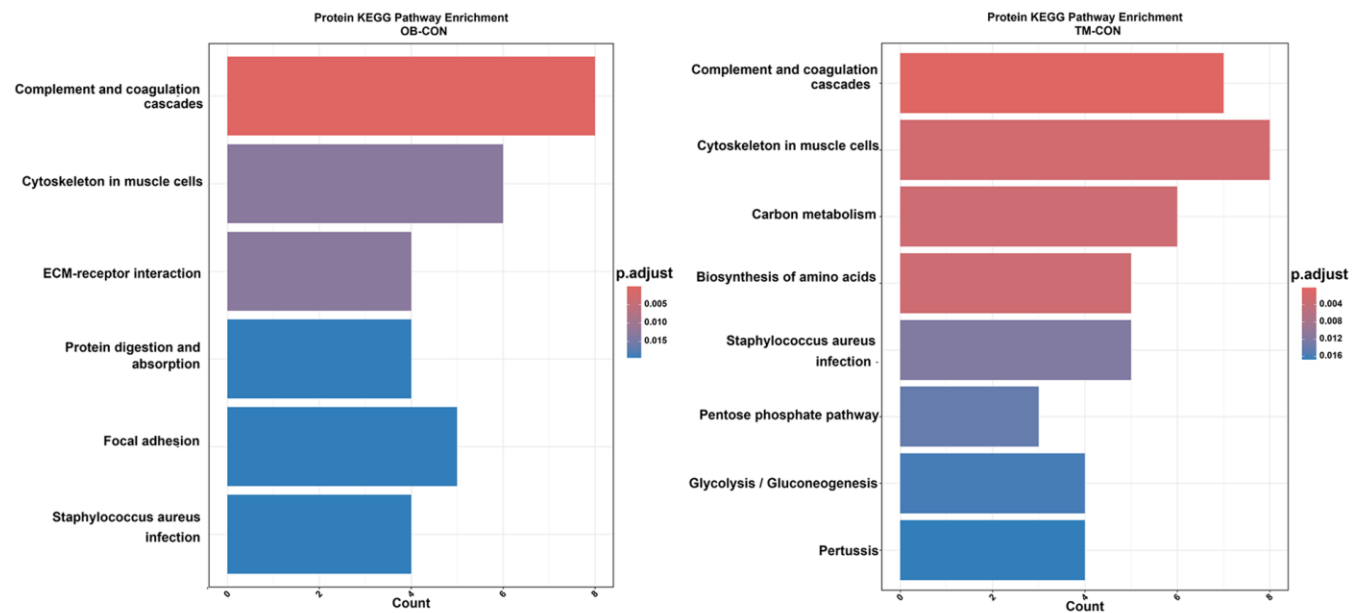 Protein KEGG Pathway Enrichment
OB-CON
Complement and coagulation
cascades
Cytoskeleton in muscle cells
ECM-receptor interaction
Protein digestion and
absorption
Focal adhesion
Staphylococcus aureus
infection
0 2 4 6 8
Count
p.adjust
0.005
0.010
0.015
Protein KEGG Pathway Enrichment
TM-CON
Complement and coagulation
cascades
Cytoskeleton in muscle cells
Carbon metabolism
Biosynthesis of amino acids
Staphylococcus aureus
infection
Pentose phosphate pathway
Glycolysis / Gluconeogenesis
Pertussis
0 2 4 6 8
Count
p.adjust
0.004
0.008
0.012
0.016